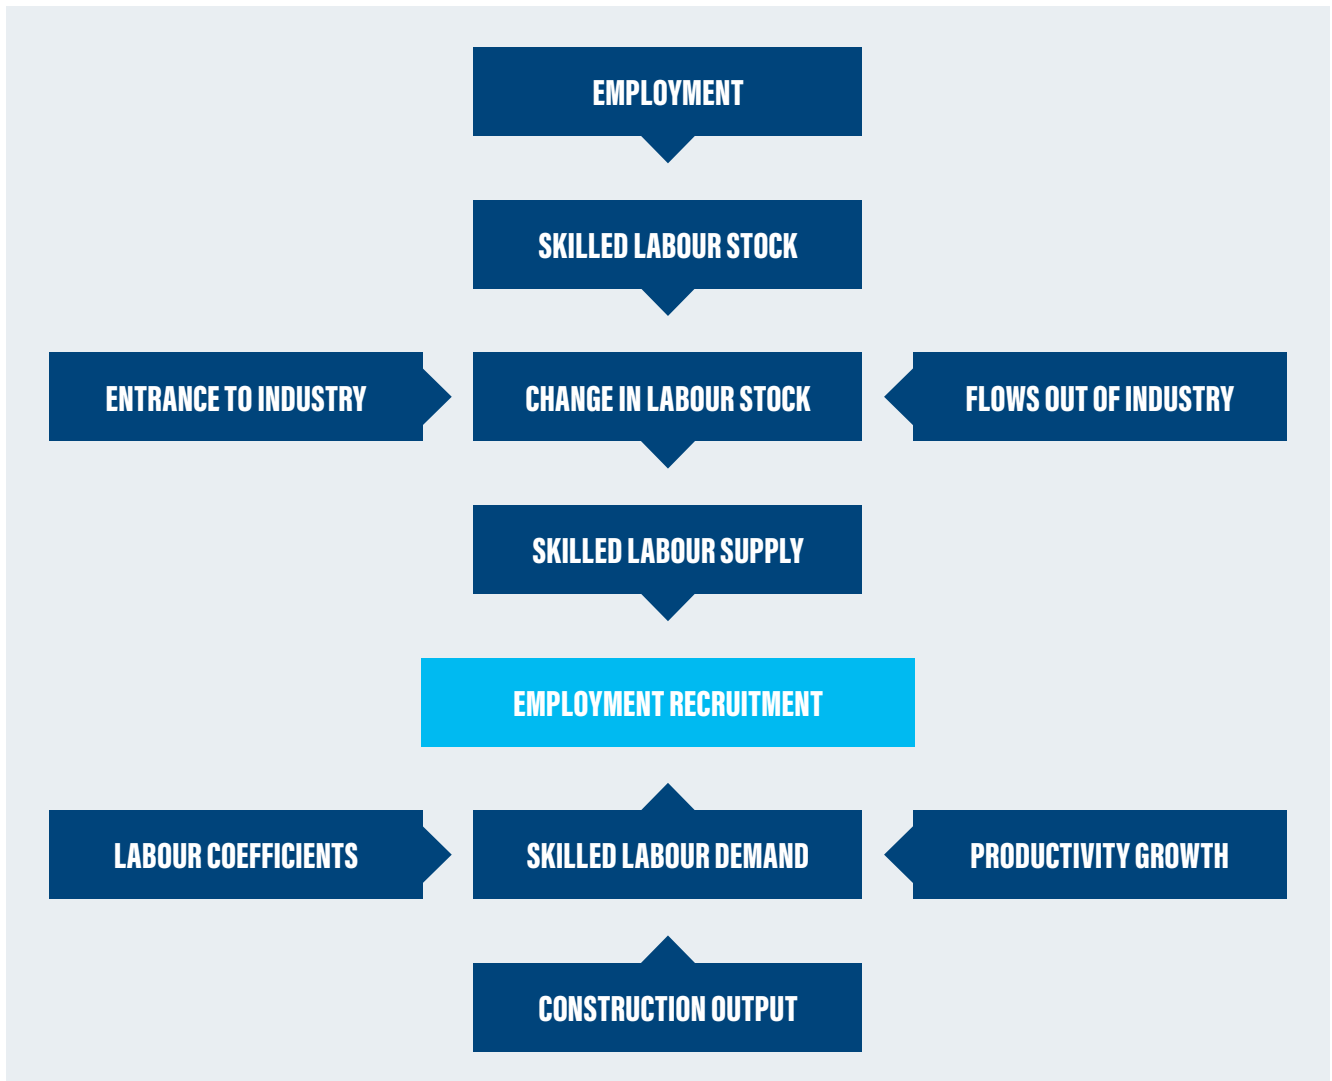 EMPLOYMENT
SKILLED LABOUR STOCK
ENTRANCE TO INDUSTRY
CHANGE IN LABOUR STOCK
FLOWS OUT OF INDUSTRY
SKILLED LABOUR SUPPLY
EMPLOYMENT RECRUITMENT
LABOUR COEFFICIENTS
SKILLED LABOUR DEMAND
PRODUCTIVITY GROWTH
CONSTRUCTION OUTPUT